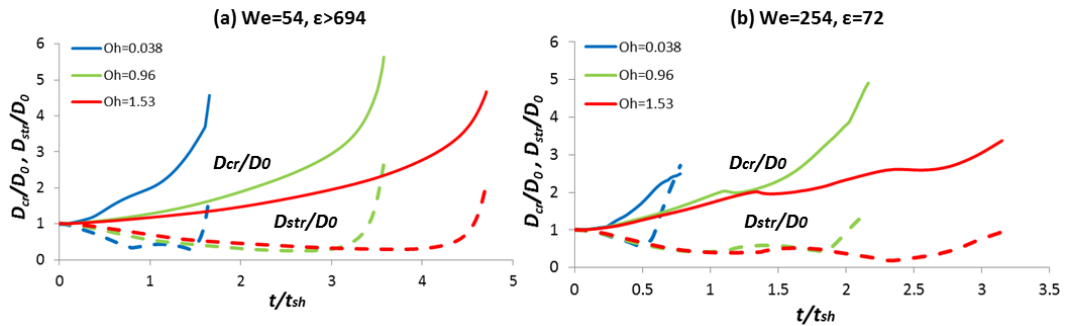 (a) We=54, ε>694
6
5
4
3
2
1
0
Dcr/D0 , Dstr/D0
Oh=0.038
Oh=0.96
Oh=1.53
Dcr/D0
Dstr/D0
0 1 2 3 4 5
t/tsh
(b) We=254, ε=72
6
5
4
3
2
1
0
Dcr/D0 , Dstr/D0
Oh=0.038
Oh=0.96
Oh=1.53
Dcr/D0
Dstr/D0
0 0.5 1 1.5 2 2.5 3 3.5
t/tsh